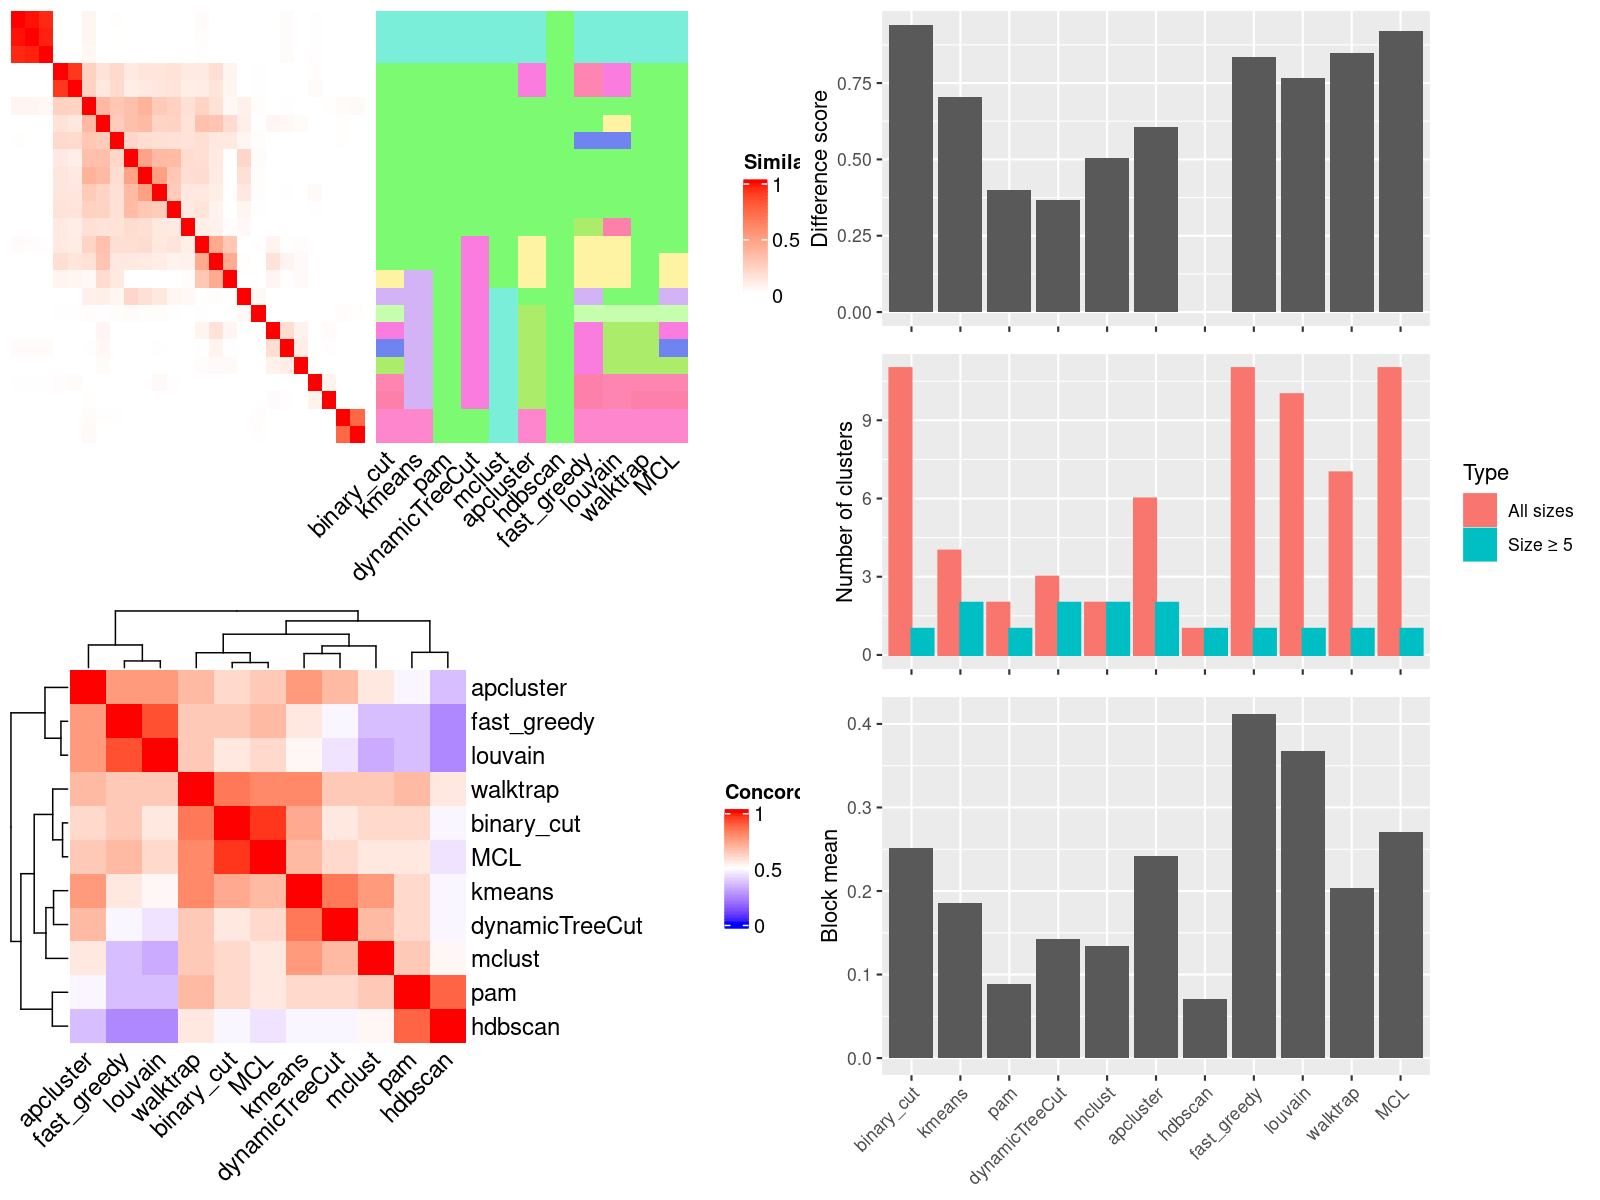 Simila
1
0.5
0
binary_cut
kmeans
pam
dynamicTreeCut
mclust
apcluster
hdbscan
fast_greedy
louvain
walktrap
MCL
apcluster
fast_greedy
louvain
walktrap
binary_cut
MCL
kmeans
dynamicTreeCut
mclust
pam
hdbscan
apcluster
fast_greedy
louvain
walktrap
binary_cut
MCL
kmeans
dynamicTreeCut
mclust
pam
hdbscan
Concorc
1
0.5
0
Difference score
0.75
0.50
0.25
0.00
Number of clusters
9
6
3
0
Type
All sizes
Size ≥ 5
Block mean
0.4
0.3
0.2
0.1
0.0
binary_cut
kmeans
pam
dynamicTreeCut
mclust
apcluster
hdbscan
fast_greedy
louvain
walktrap
MCL